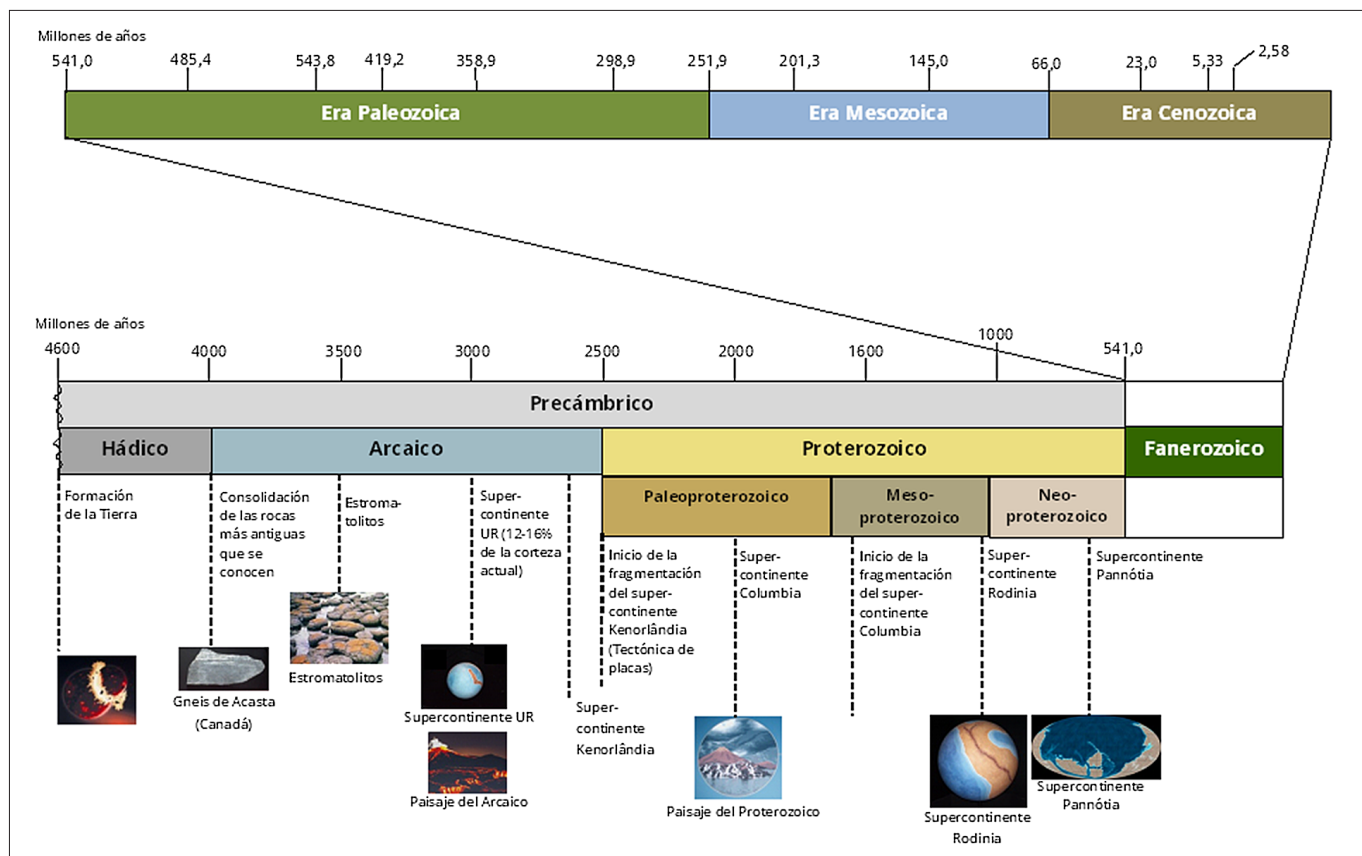 Millones de años
541,0
485,4
543,8
419,2
358,9
298,9
251,9
201,3
145,0
66,0
23,0
5,33
2,58
Era Paleozoica
Era Mesozoica
Era Cenozoica
Millones de años
4600
4000
3500
3000
2500
2000
1600
1000
541,0
Precámbrico
Hádico
Arcaico
Proterozoico
Fanerozoico
Paleoproterozoico
Meso-
proterozoico
Neo-
proterozoico
Formación
de la Tierra
Consolidación
de las rocas
más antiguas
que se
conocen
Estroma-
tolitos
Super-
continente
UR (12-16%
de la corteza
actual)
Inicio de la
fragmentación
del super-
continente
Kenorlândia
(Tectónica de
placas)
Super-
continente
Columbia
Inicio de la
fragmentación
del super-
continente
Columbia
Super-
continente
Rodinia
Supercontinente
Pannótia
Gneis de Acasta
(Canadá)
Estromatolitos
Supercontinente UR
Paisaje del Arcaico
Super-
continente
Kenorlândia
Paisaje del Proterozoico
Supercontinente
Rodinia
Supercontinente
Pannótia